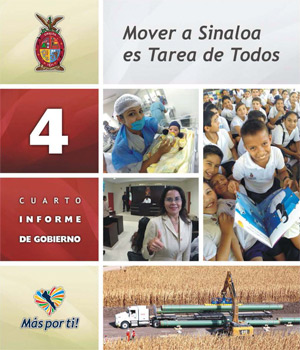 Mover a Sinaloa
es Tarea de Todos
4
CUARTO
INFORME
DE GOBIERNO
Más por ti!